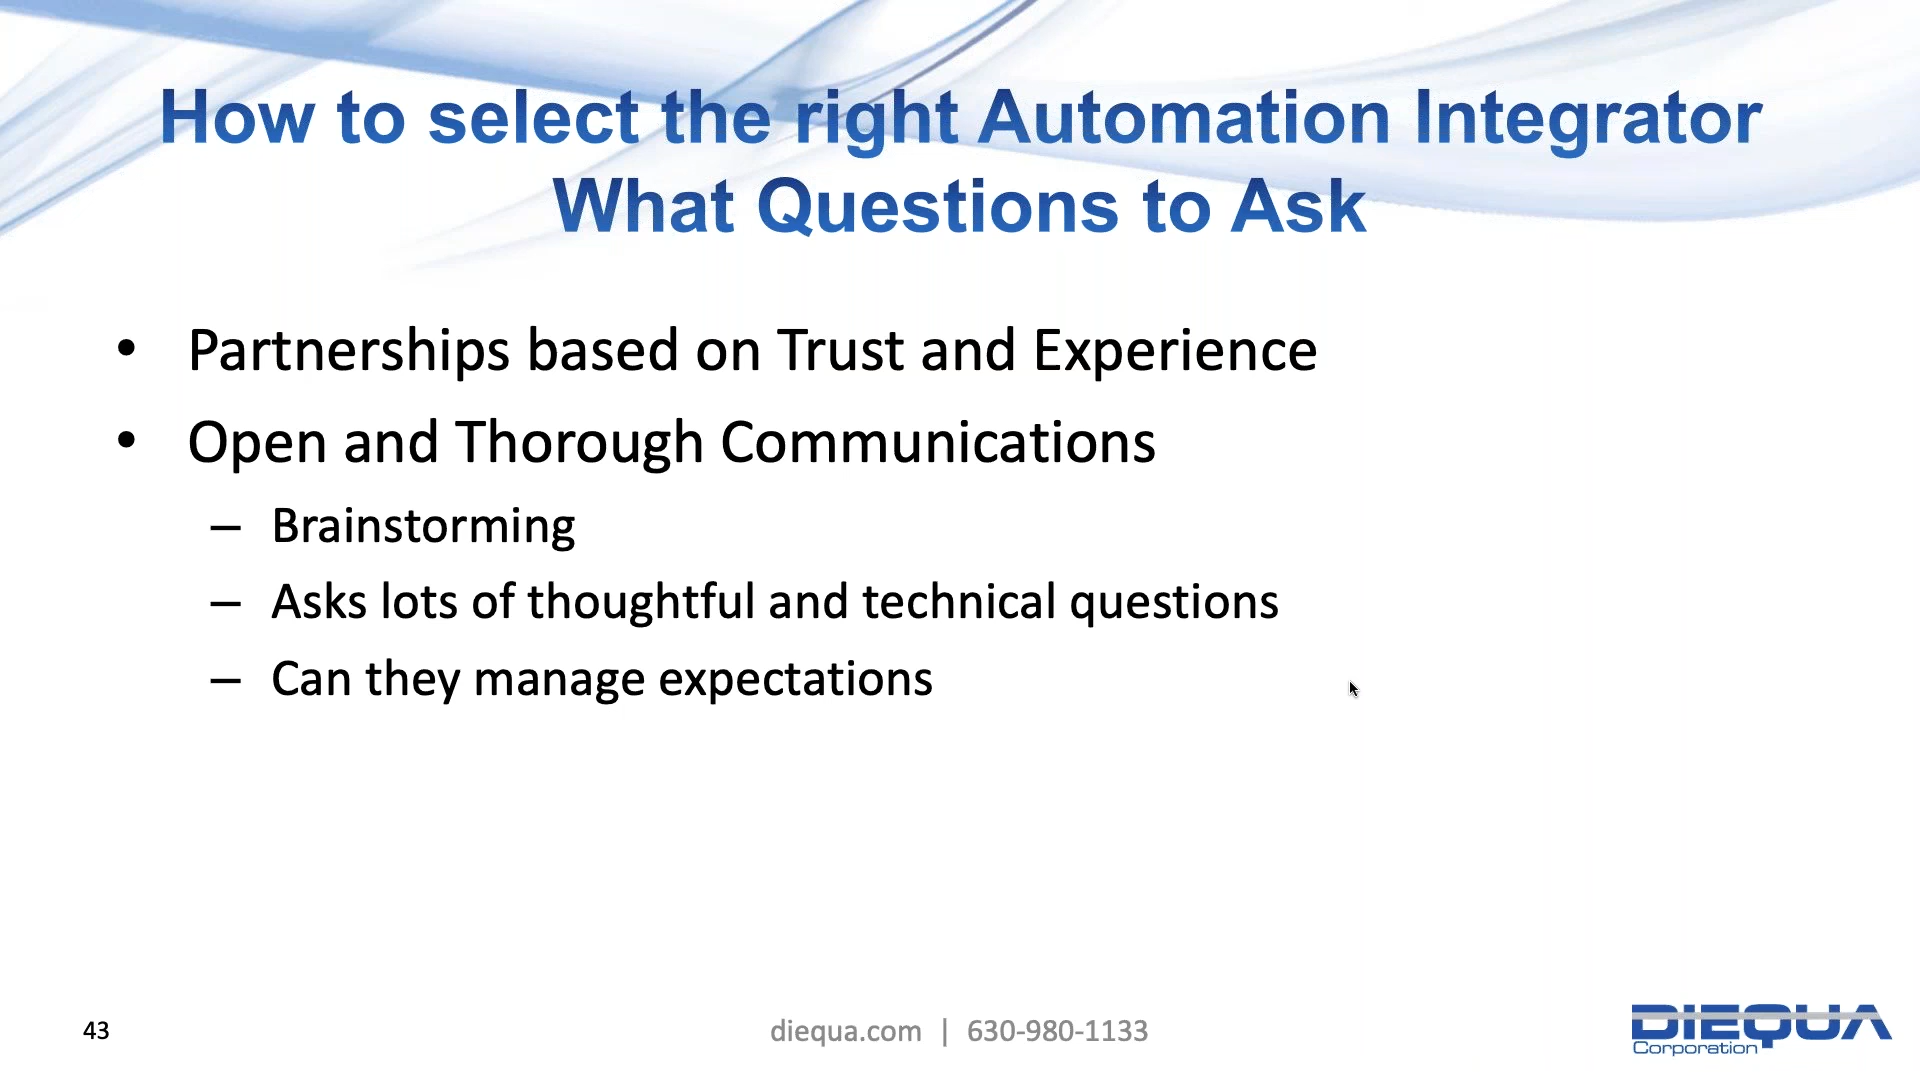 How to select the right Automation Integrator
What Questions to Ask
• Partnerships based on Trust and Experience
• Open and Thorough Communications
– Brainstorming
– Asks lots of thoughtful and technical questions
– Can they manage expectations
43
diequa.com | 630-980-1133
DIEQUA
Corporation